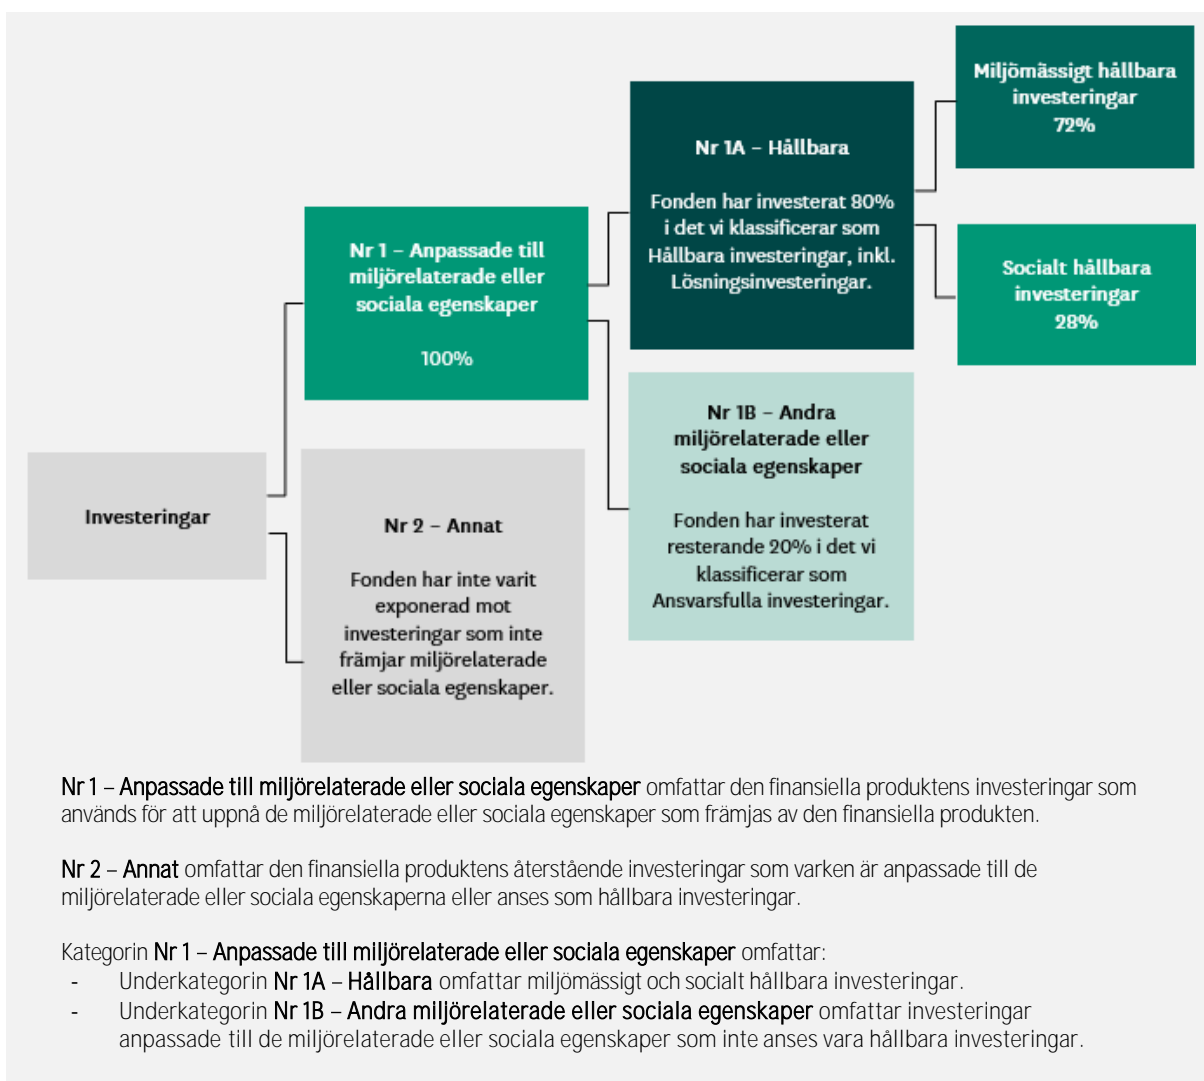 Miljömässigt hållbara
investeringar
72%
Nr 1A – Hållbara
Fonden har investerat 80%
i det vi klassificerar som
Hållbara investeringar, inkl.
Lösningsinvesteringar.
Nr 1 – Anpassade till
miljörelaterade eller
sociala egenskaper
100%
Socialt hållbara
investeringar
28%
Nr 1B – Andra
miljörelaterade eller
sociala egenskaper
Fonden har investerat
resterande 20% i det vi
klassificerar som
Ansvarsfulla investeringar.
Investeringar
Nr 2 – Annat
Fonden har inte varit
exponerad mot
investeringar som inte
främjar miljörelaterade
eller sociala egenskaper.
Nr 1 – Anpassade till miljörelaterade eller sociala egenskaper omfattar den finansiella produktens investeringar som
används för att uppnå de miljörelaterade eller sociala egenskaper som främjas av den finansiella produkten.
Nr 2 – Annat omfattar den finansiella produktens återstående investeringar som varken är anpassade till de
miljörelaterade eller sociala egenskaperna eller anses som hållbara investeringar.
Kategorin Nr 1 – Anpassade till miljörelaterade eller sociala egenskaper omfattar:
- Underkategorin Nr 1A – Hållbara omfattar miljömässigt och socialt hållbara investeringar.
- Underkategorin Nr 1B – Andra miljörelaterade eller sociala egenskaper omfattar investeringar
anpassade till de miljörelaterade eller sociala egenskaper som inte anses vara hållbara investeringar.